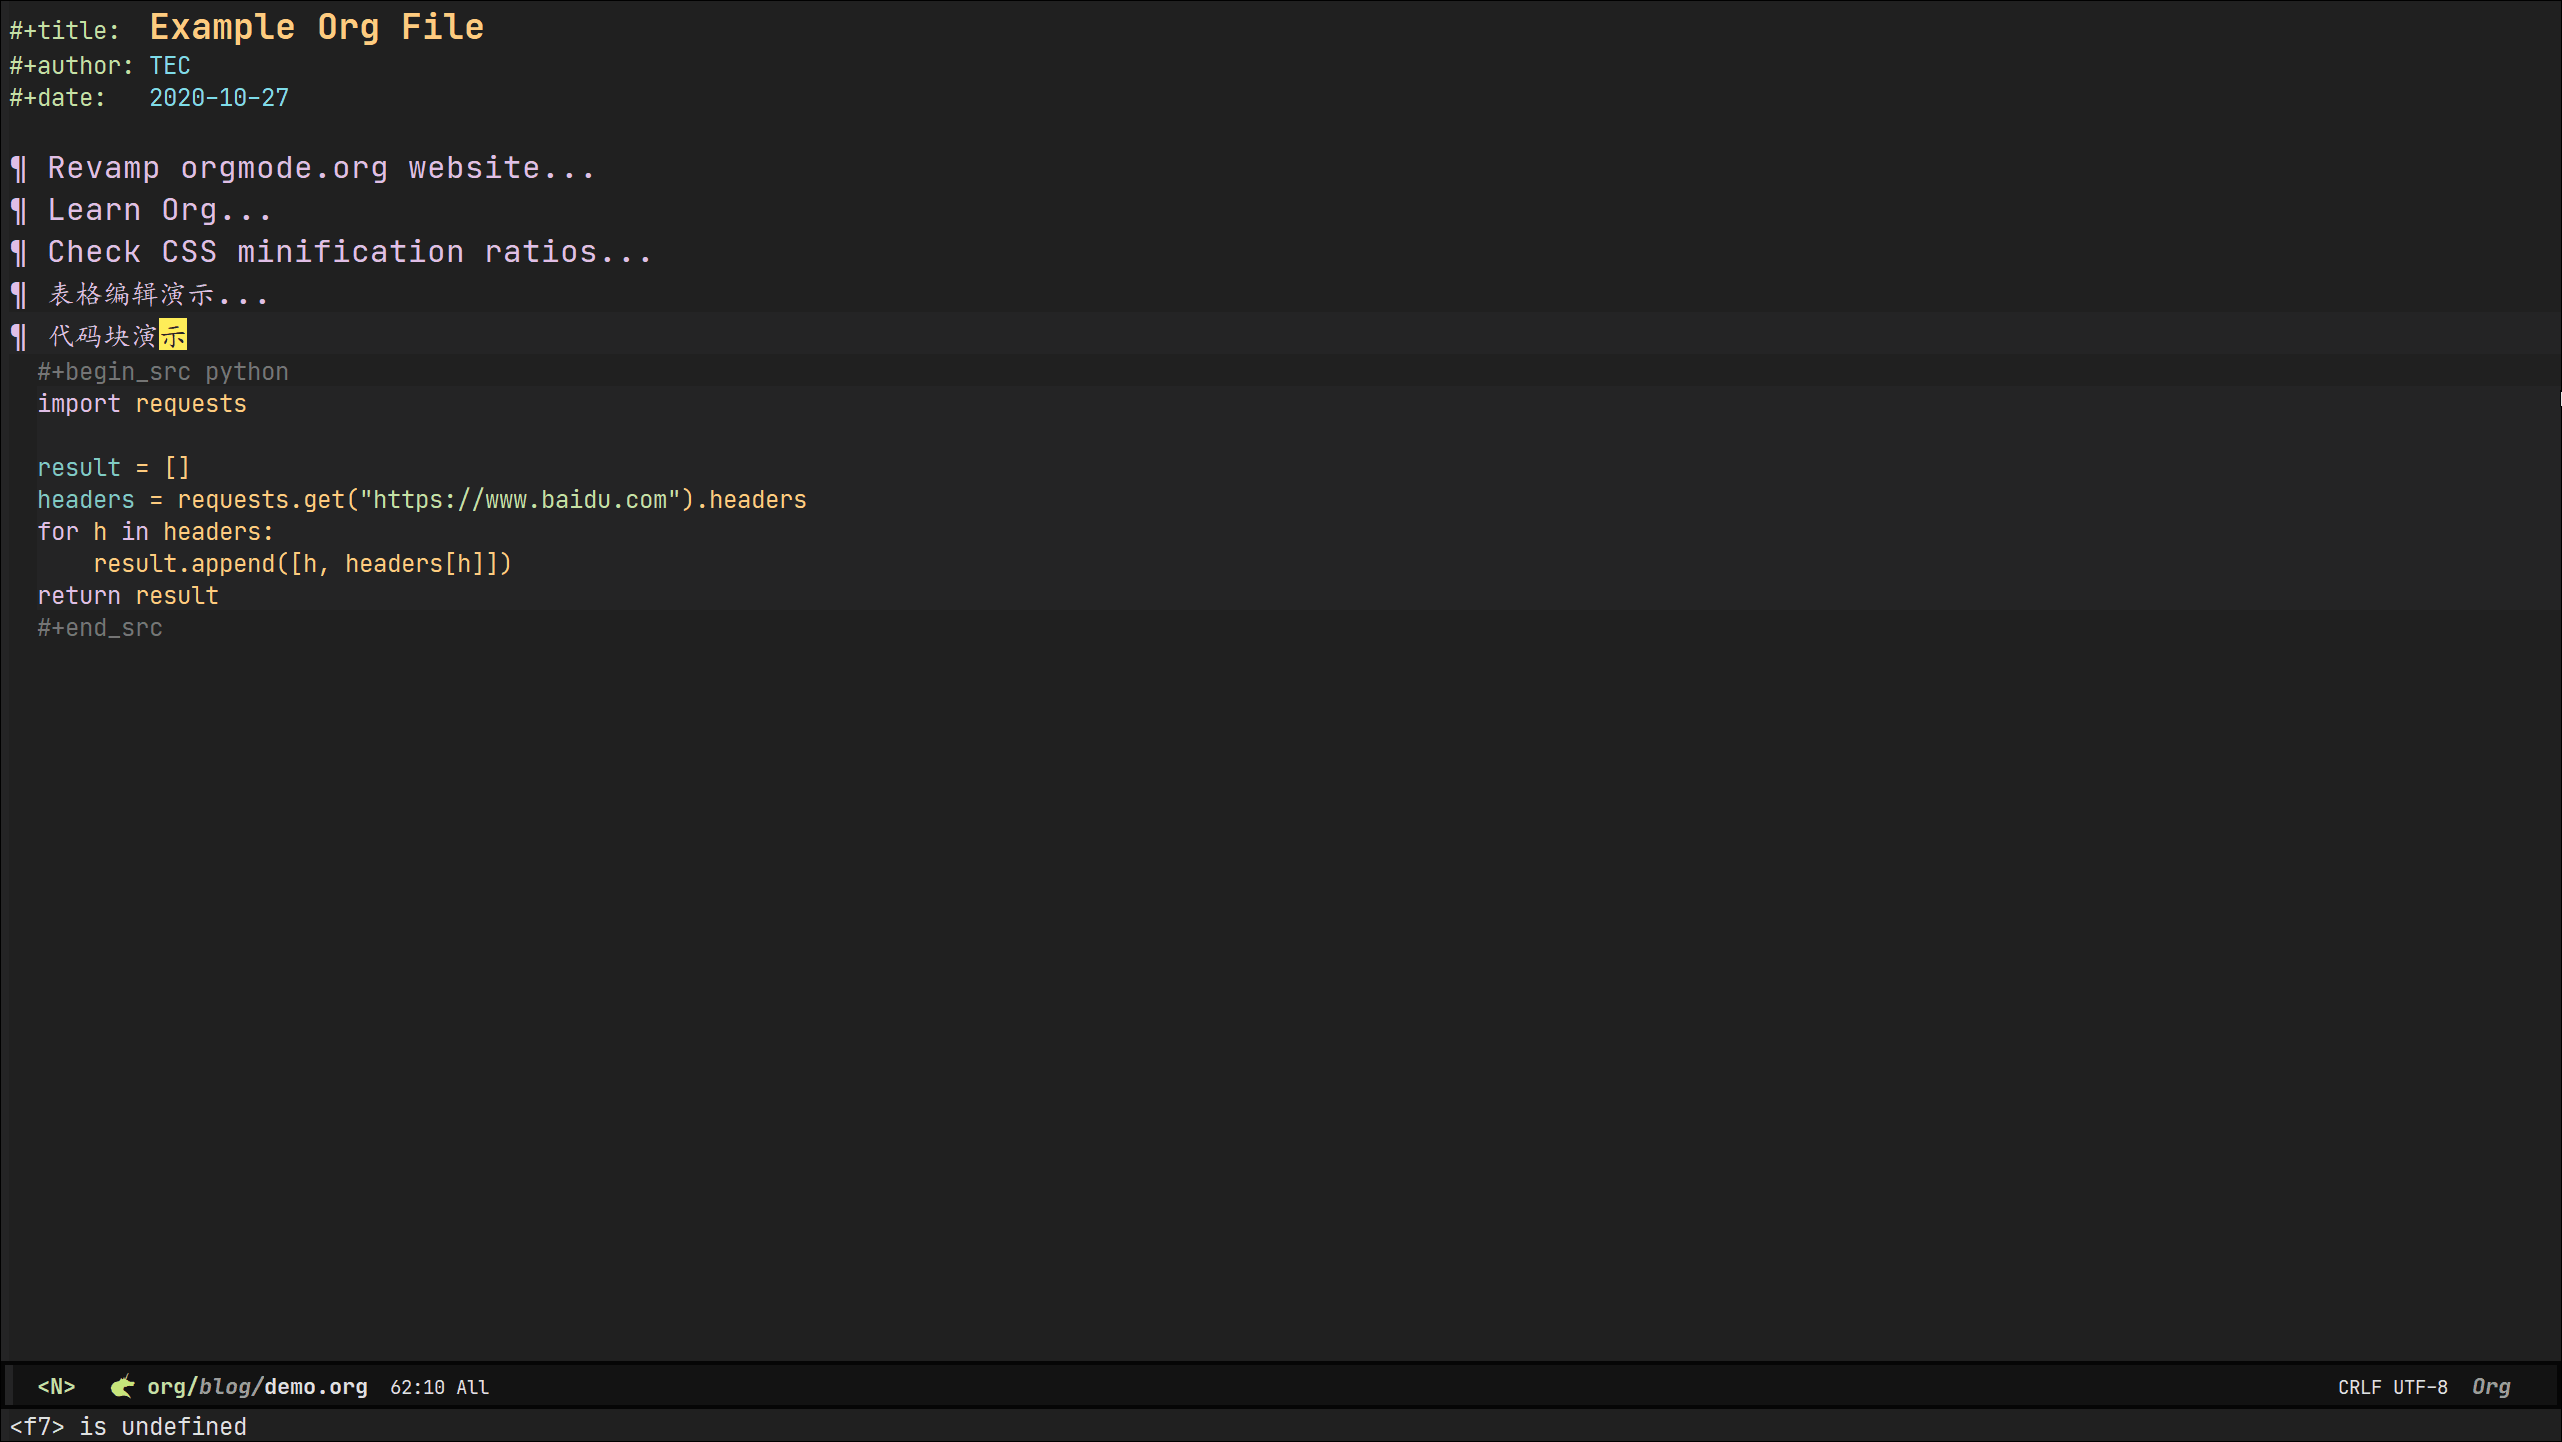 #+title:  Example Org File
#+author: TEC
#+date:   2020-10-27
¶ Revamp orgmode.org website...
¶ Learn Org...
¶ Check CSS minification ratios...
¶ 表格编辑演示...
¶ 代码块演示
#+begin_src python
import requests
result = []
headers = requests.get("https://www.baidu.com").headers
for h in headers:
    result.append([h, headers[h]])
return result
#+end_src
<N> org/blog/demo.org 62:10 All CRLF UTF-8 Org
<f7> is undefined